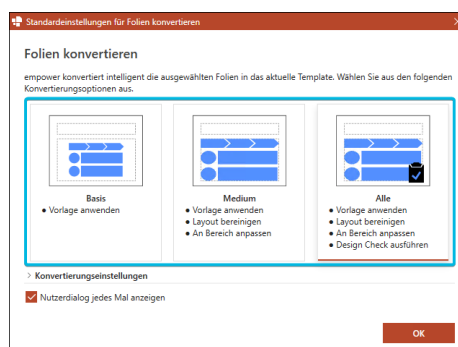 Standardeinstellungen für Folien konvertieren
Folien konvertieren
empower konvertiert intelligent die ausgewählten Folien in das aktuelle Template. Wählen Sie aus den folgenden
Konvertierungsoptionen aus.
Basis
• Vorlage anwenden
Medium
• Vorlage anwenden
• Layout bereinigen
• An Bereich anpassen
Alle
• Vorlage anwenden
• Layout bereinigen
• An Bereich anpassen
• Design Check ausführen
> Konvertierungseinstellungen
Nutzerdialog jedes Mal anzeigen
OK